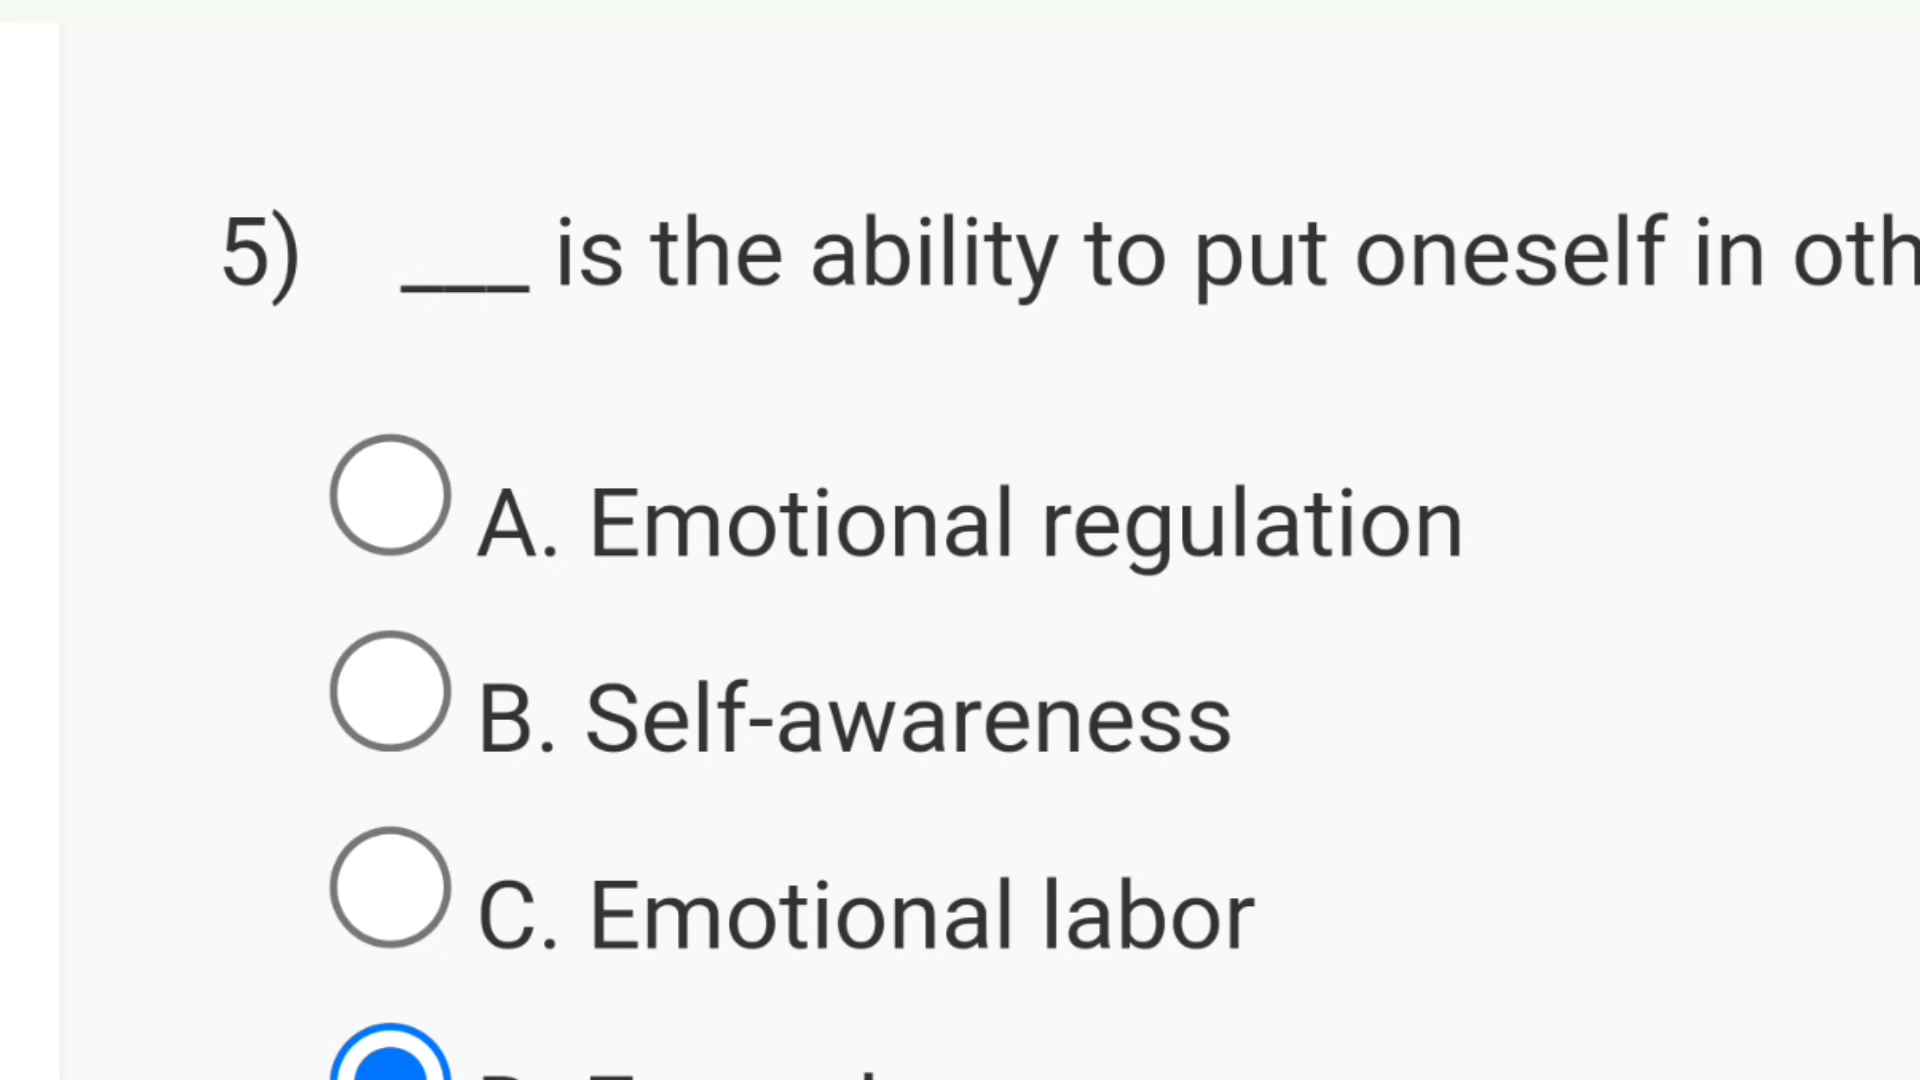 5) ___ is the ability to put oneself in oth
A. Emotional regulation
B. Self-awareness
C. Emotional labor